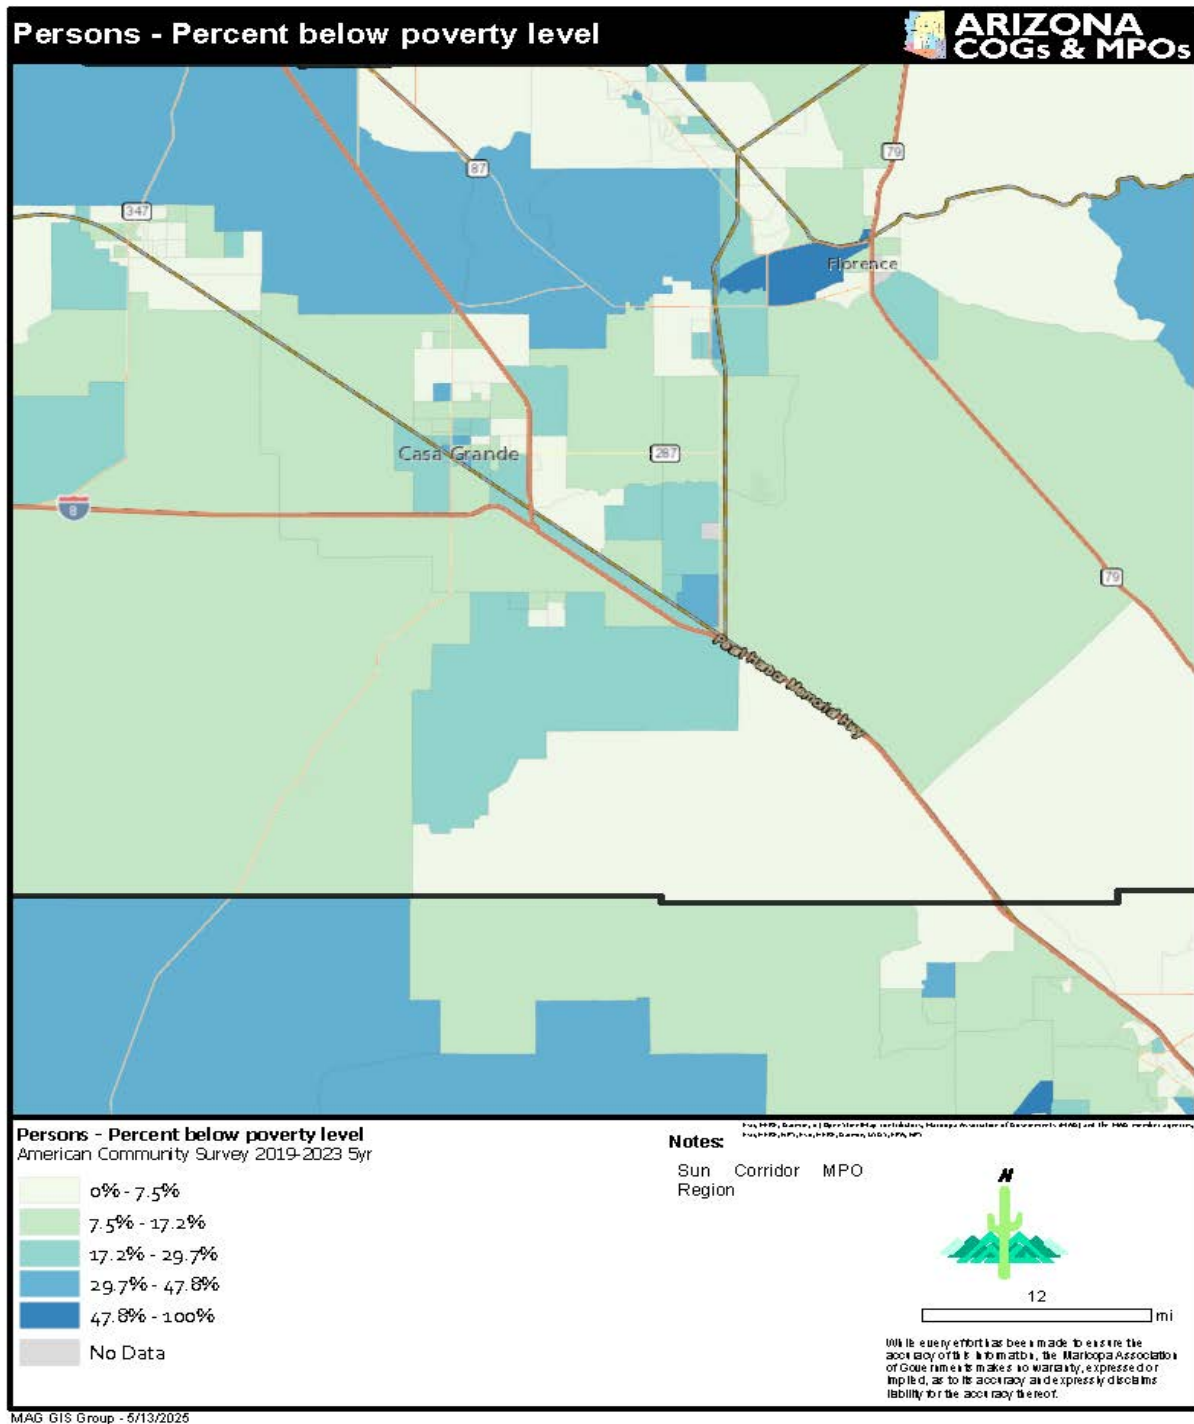 Persons - Percent below poverty level
ARIZONA
COGs & MPOs
87
79
347
Florence
Casa Grande
287
8
79
Pearl Harbor Memorial Hwy
Persons - Percent below poverty level
American Community Survey 2019-2023 5yr
0% - 7.5%
7.5% - 17.2%
17.2% - 29.7%
29.7% - 47.8%
47.8% - 100%
No Data
Notes:
Sun Corridor MPO
Region
N
12
mi
While every effort has been made to ensure the
accuracy of this information, the Maricopa Association
of Governments makes no warranty, expressed or
implied, as to its accuracy and expressly disclaims
liability for the accuracy thereof.
MAG GIS Group - 5/13/2025